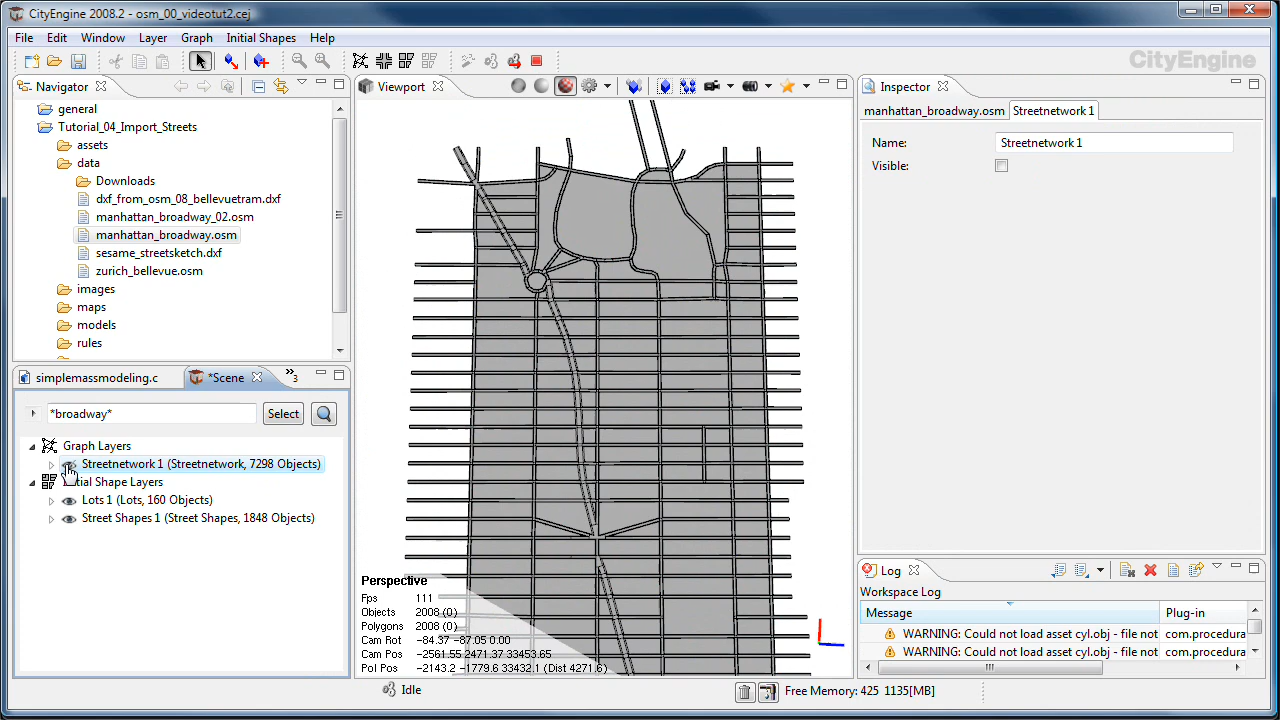 CityEngine 2008.2 - osm_00_videotut2.cej
File Edit Window Layer Graph Initial Shapes Help
CityEngine
Navigator
general
Tutorial_04_Import_Streets
assets
data
Downloads
dxf_from_osm_08_bellevuetram.dxf
manhattan_broadway_02.osm
manhattan_broadway.osm
sesame_streetsketch.dxf
zurich_bellevue.osm
images
maps
models
rules
simplemassmodeling.c *Scene »3
*broadway* Select
Graph Layers
Streetnetwork 1 (Streetnetwork, 7298 Objects)
Initial Shape Layers
Lots 1 (Lots, 160 Objects)
Street Shapes 1 (Street Shapes, 1848 Objects)
Viewport
Perspective
Fps 111
Objects 2008 (0)
Polygons 2008 (0)
Cam Rot -84.37 -87.05 0.00
Cam Pos -2561.55 2471.37 33453.65
PoI Pos -2143.2 -1779.6 33432.1 (Dist 4271.6)
Inspector
manhattan_broadway.osm Streetnetwork 1
Name: Streetnetwork 1
Visible:
Log
Workspace Log
Message Plug-in
WARNING: Could not load asset cyl.obj - file not com.procedura
WARNING: Could not load asset cyl.obj - file not com.procedura
Idle
Free Memory: 425 1135[MB]